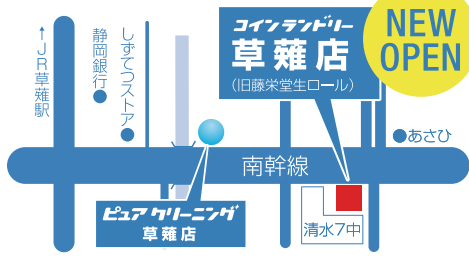 ↑JR草薙駅
静岡銀行
しずてつストア
コインランドリー
草薙店
(旧藤栄堂生ロール)
NEW
OPEN
あさひ
南幹線
ピュアクリーニング
草薙店
清水7中